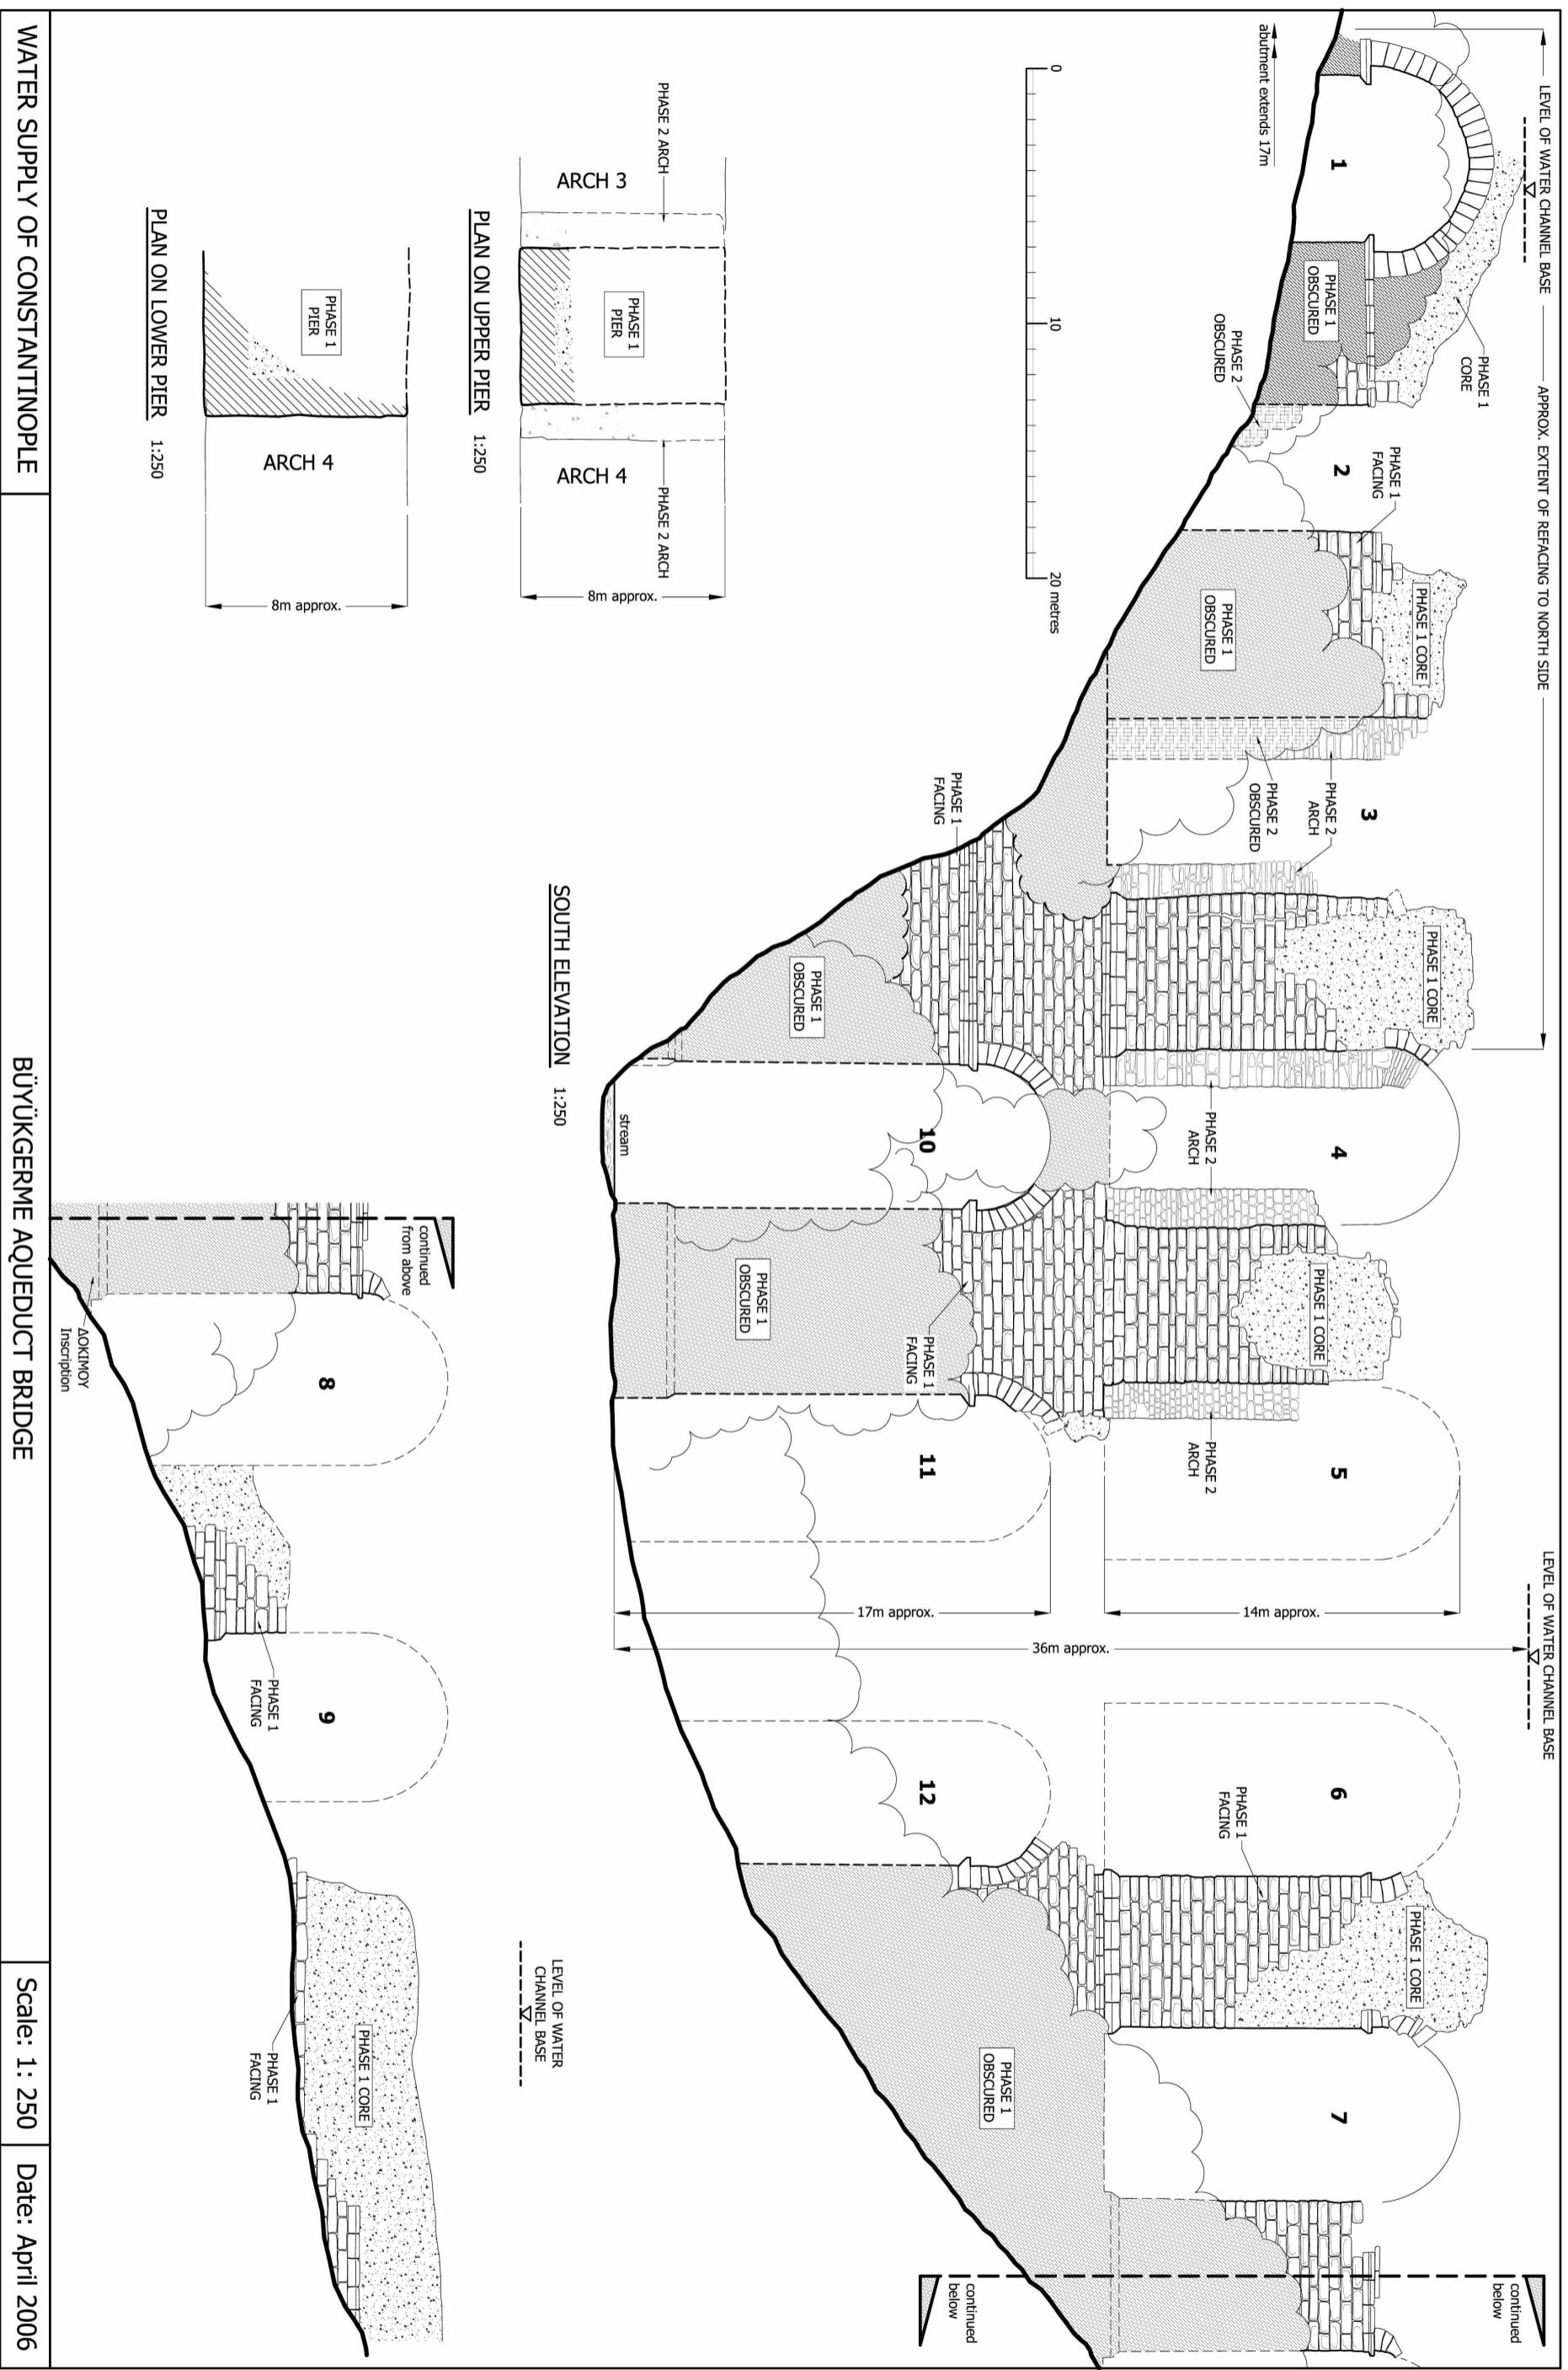 LEVEL OF WATER CHANNEL BASE
APPROX. EXTENT OF REFACING TO NORTH SIDE
LEVEL OF WATER CHANNEL BASE
abutment extends 17m
1
PHASE 1
OBSCURED
PHASE 1
CORE
PHASE 2
OBSCURED
2
PHASE 1
FACING
PHASE 1
OBSCURED
PHASE 1 CORE
3
PHASE 2
ARCH
PHASE 2
OBSCURED
PHASE 1
FACING
PHASE 1 CORE
PHASE 1
OBSCURED
4
PHASE 2
ARCH
10
stream
PHASE 1 CORE
PHASE 1
FACING
PHASE 1
OBSCURED
5
PHASE 2
ARCH
11
14m approx.
17m approx.
36m approx.
6
PHASE 1
FACING
12
PHASE 1 CORE
PHASE 1
OBSCURED
7
continued
below
continued
below
0
10
20 metres
SOUTH ELEVATION 1:250
PHASE 2 ARCH
ARCH 3
PHASE 1
PIER
ARCH 4
PHASE 2 ARCH
8m approx.
PLAN ON UPPER PIER 1:250
PHASE 1
PIER
ARCH 4
8m approx.
PLAN ON LOWER PIER 1:250
continued
from above
ΔΟΚΙΜΟΥ
Inscription
8
PHASE 1
FACING
9
LEVEL OF WATER
CHANNEL BASE
PHASE 1 CORE
PHASE 1
FACING
WATER SUPPLY OF CONSTANTINOPLE
BÜYÜKGERME AQUEDUCT BRIDGE
Scale: 1: 250
Date: April 2006